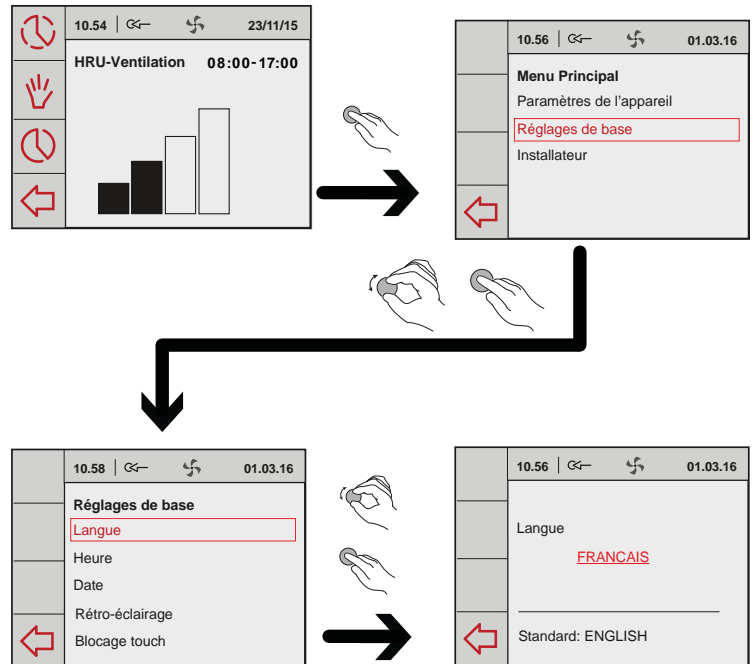 10.54 23/11/15
HRU-Ventilation 08:00-17:00
10.56 01.03.16
Menu Principal
Paramètres de l'appareil
Réglages de base
Installateur
10.58 01.03.16
Réglages de base
Langue
Heure
Date
Rétro-éclairage
Blocage touch
10.56 01.03.16
Langue
FRANCAIS
Standard: ENGLISH